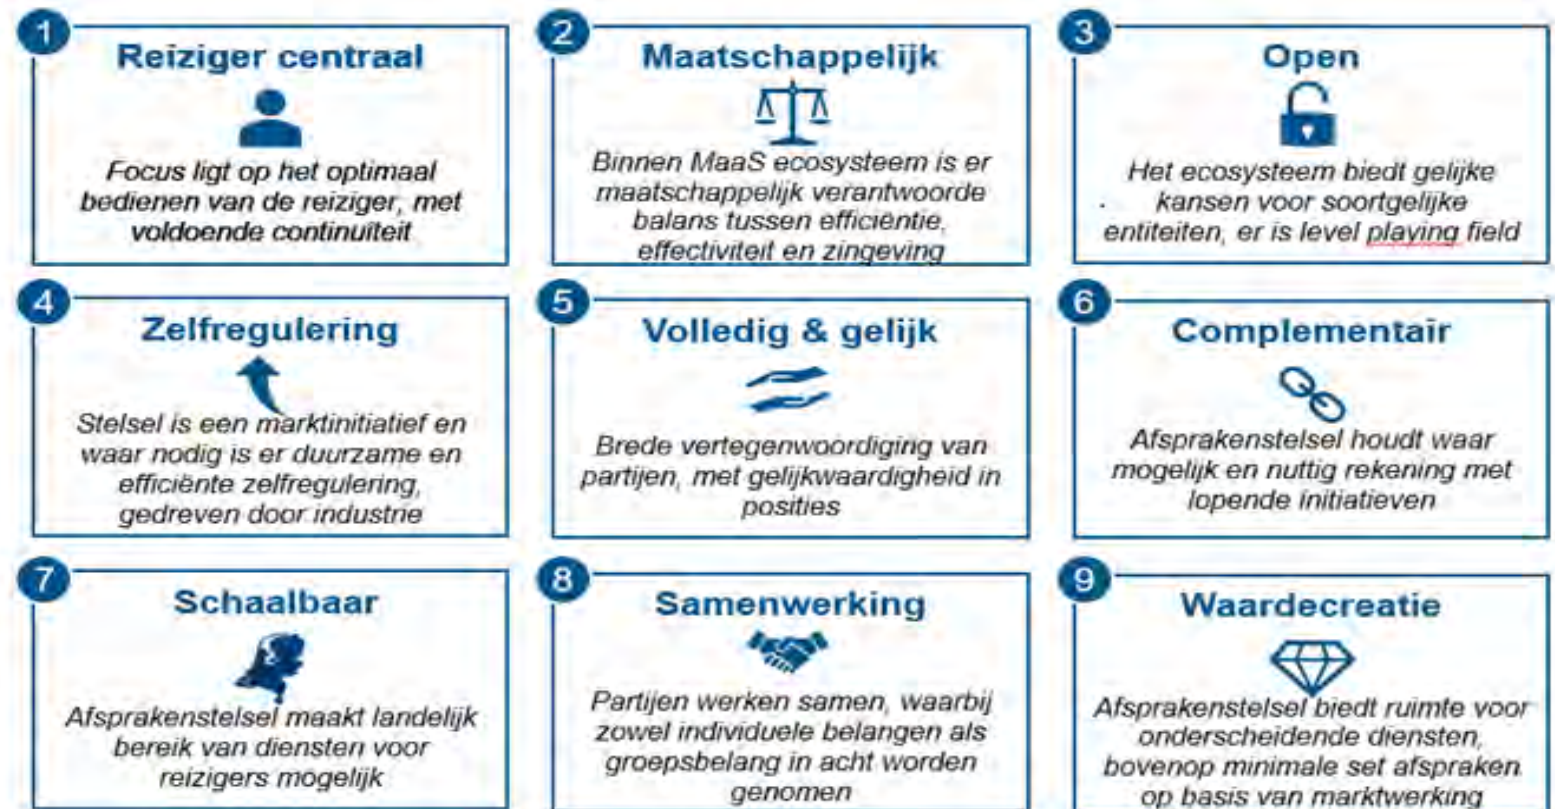 1
Reiziger centraal
Focus ligt op het optimaal
bedienen van de reiziger, met
voldoende continuïteit
2
Maatschappelijk
Binnen MaaS ecosysteem is er
maatschappelijk verantwoorde
balans tussen efficiëntie,
effectiviteit en zingeving
3
Open
Het ecosysteem biedt gelijke
kansen voor soortgelijke
entiteiten, er is level playing field
4
Zelfregulering
Stelsel is een marktinitiatief en
waar nodig is er duurzame en
efficiënte zelfregulering,
gedreven door industrie
5
Volledig & gelijk
Brede vertegenwoordiging van
partijen, met gelijkwaardigheid in
posities
6
Complementair
Afsprakenstelsel houdt waar
mogelijk en nuttig rekening met
lopende initiatieven
7
Schaalbaar
Afsprakenstelsel maakt landelijk
bereik van diensten voor
reizigers mogelijk
8
Samenwerking
Partijen werken samen, waarbij
zowel individuele belangen als
groepsbelang in acht worden
genomen
9
Waardecreatie
Afsprakenstelsel biedt ruimte voor
onderscheidende diensten,
bovenop minimale set afspraken
op basis van marktwerking